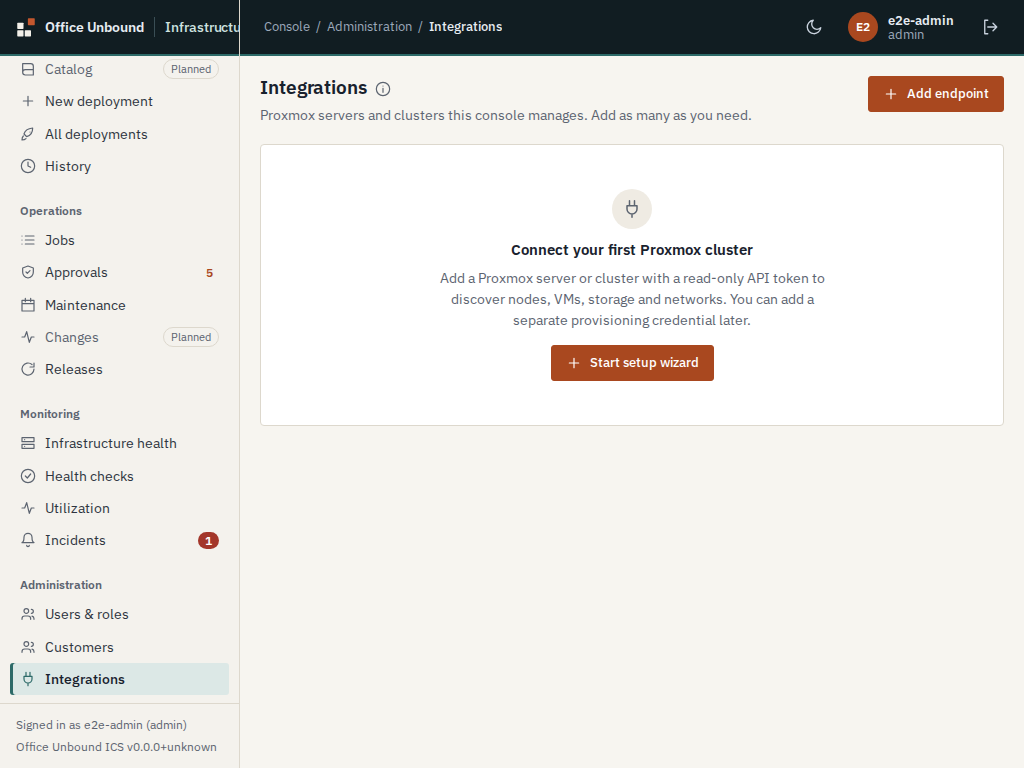 Office Unbound
Console / Administration / Integrations
E2
e2e-admin
admin
Catalog
Planned
New deployment
All deployments
History
Operations
Jobs
Approvals
5
Maintenance
Changes
Planned
Releases
Monitoring
Infrastructure health
Health checks
Utilization
Incidents
1
Administration
Users & roles
Customers
Integrations
Signed in as e2e-admin (admin)
Office Unbound ICS v0.0.0+unknown
Integrations
Proxmox servers and clusters this console manages. Add as many as you need.
Add endpoint
Connect your first Proxmox cluster
Add a Proxmox server or cluster with a read-only API token to
discover nodes, VMs, storage and networks. You can add a
separate provisioning credential later.
Start setup wizard